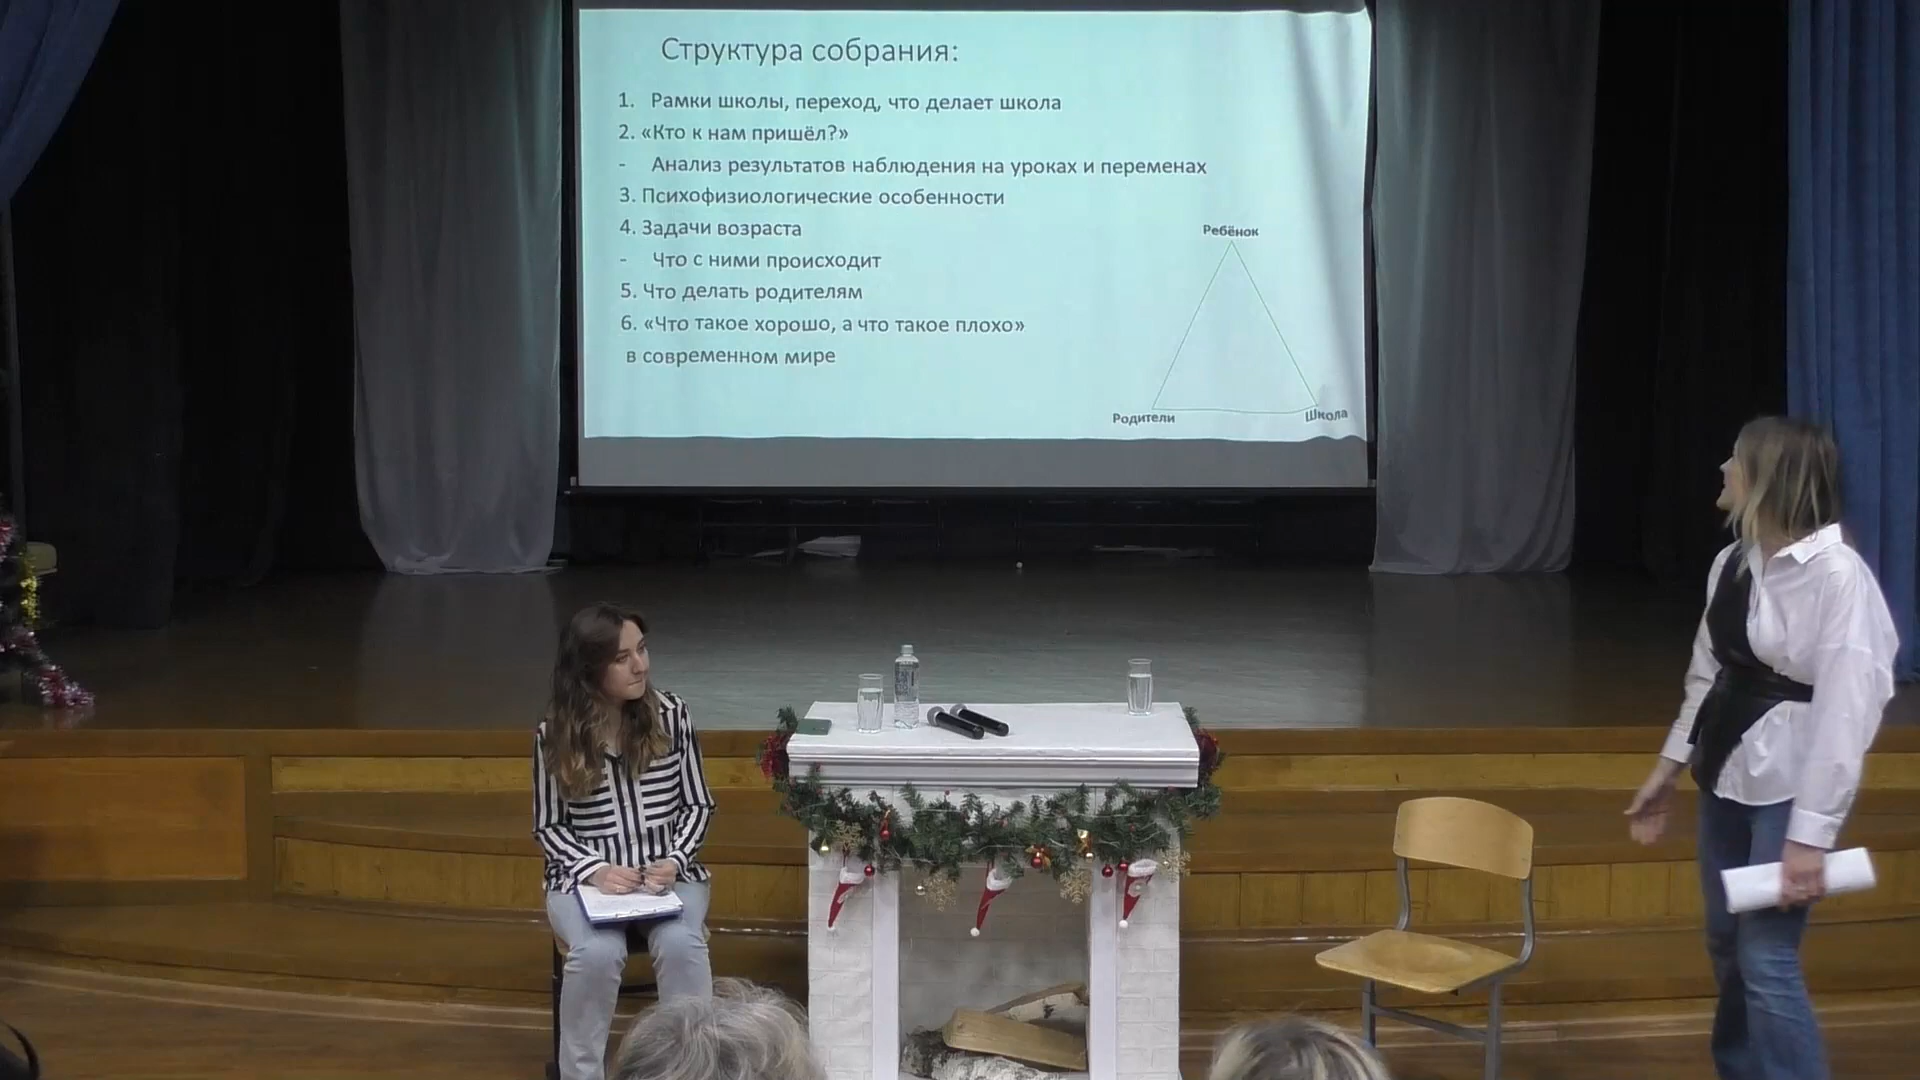 Структура собрания:
1. Рамки школы, переход, что делает школа
2. «Кто к нам пришёл?»
- Анализ результатов наблюдения на уроках и переменах
3. Психофизиологические особенности
4. Задачи возраста
- Что с ними происходит
5. Что делать родителям
6. «Что такое хорошо, а что такое плохо»
в современном мире
Ребёнок
Родители
Школа